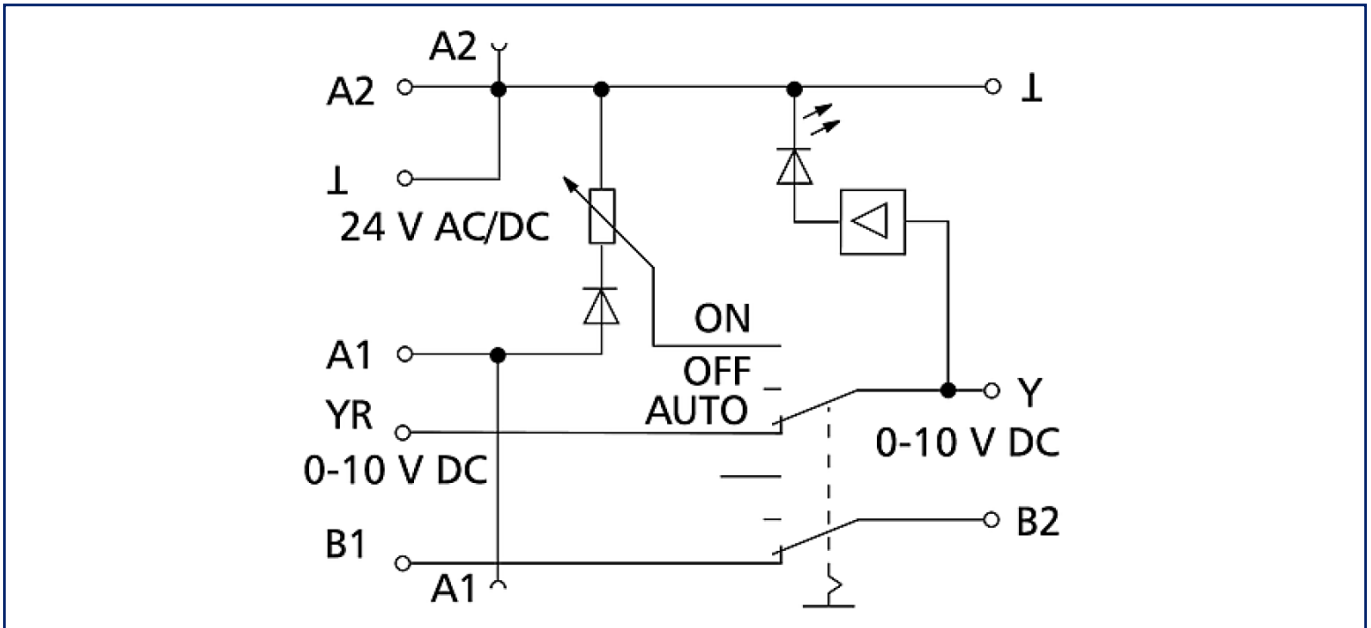 A2
A2 ⊥
⊥
24 V AC/DC
ON
A1
OFF
YR AUTO Y
0-10 V DC 0-10 V DC
B1 B2
A1